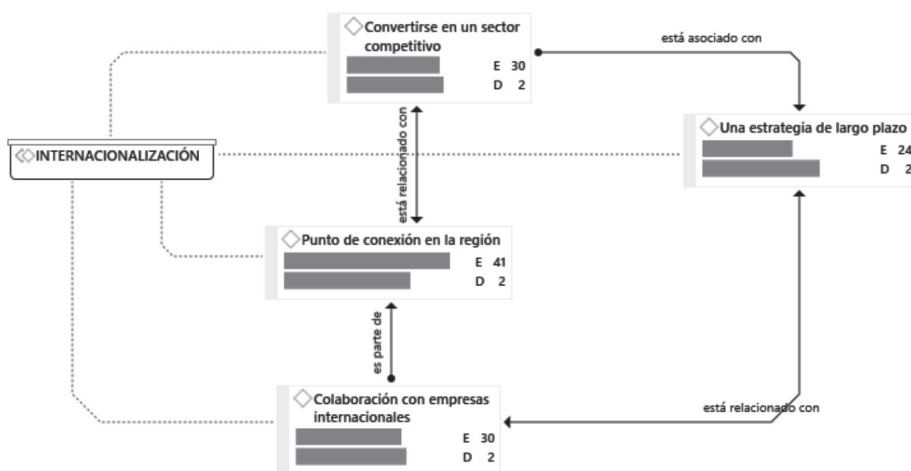 Convertirse en un sector
competitivo
E 30
D 2
está asociado con
Una estrategia de largo plazo
E 24
D 2
INTERNACIONALIZACIÓN
está relacionado con
Punto de conexión en la región
E 41
D 2
es parte de
Colaboración con empresas
internacionales
E 30
D 2
está relacionado con